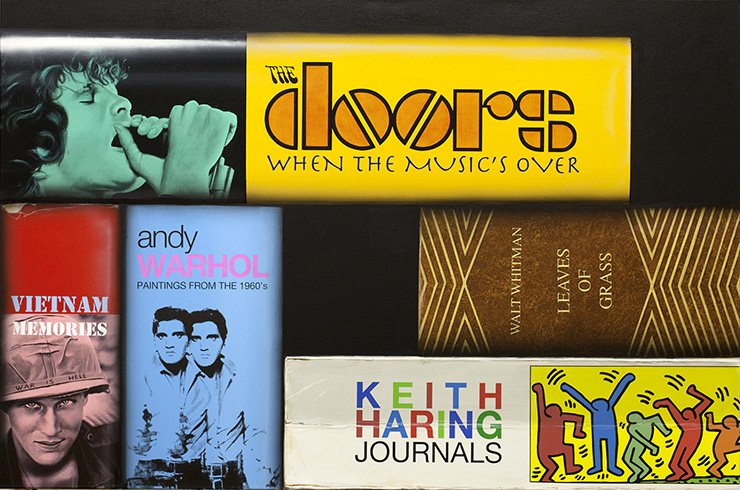 THE
doors
WHEN THE MUSIC'S OVER
VIETNAM
MEMORIES
WAR IS HELL
andy
WARHOL
PAINTINGS FROM THE 1960's
WALT WHITMAN
LEAVES
OF
GRASS
KEITH
HARING
JOURNALS